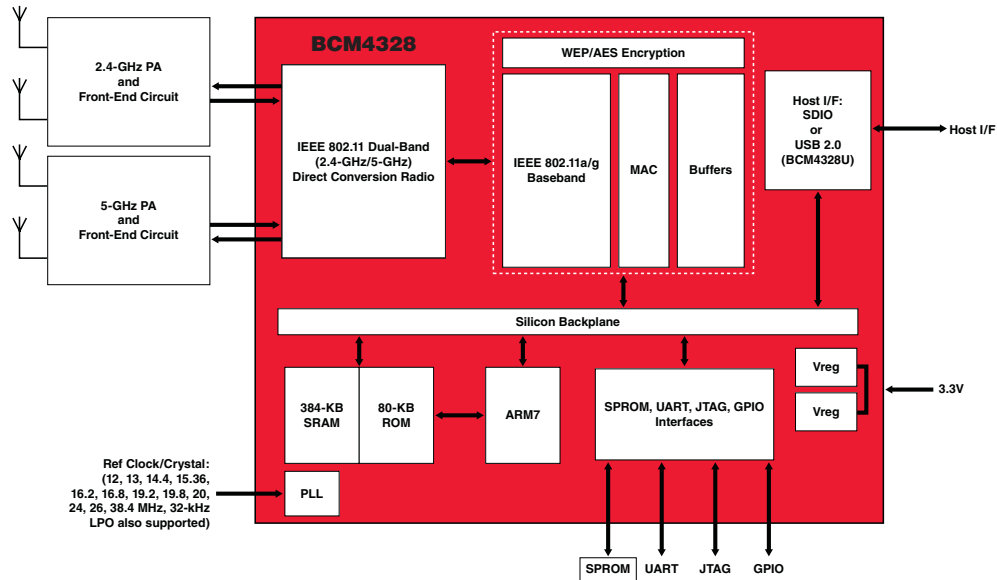 BCM4328
2.4-GHz PA
and
Front-End Circuit
5-GHz PA
and
Front-End Circuit
IEEE 802.11 Dual-Band
(2.4-GHz/5-GHz)
Direct Conversion Radio
WEP/AES Encryption
IEEE 802.11a/g
Baseband
MAC
Buffers
Host I/F:
SDIO
or
USB 2.0
(BCM4328U)
Host I/F
Silicon Backplane
384-KB
SRAM
80-KB
ROM
ARM7
SPROM, UART, JTAG, GPIO
Interfaces
Vreg
Vreg
3.3V
Ref Clock/Crystal:
(12, 13, 14.4, 15.36,
16.2, 16.8, 19.2, 19.8, 20,
24, 26, 38.4 MHz, 32-kHz
LPO also supported)
PLL
SPROM
UART
JTAG
GPIO